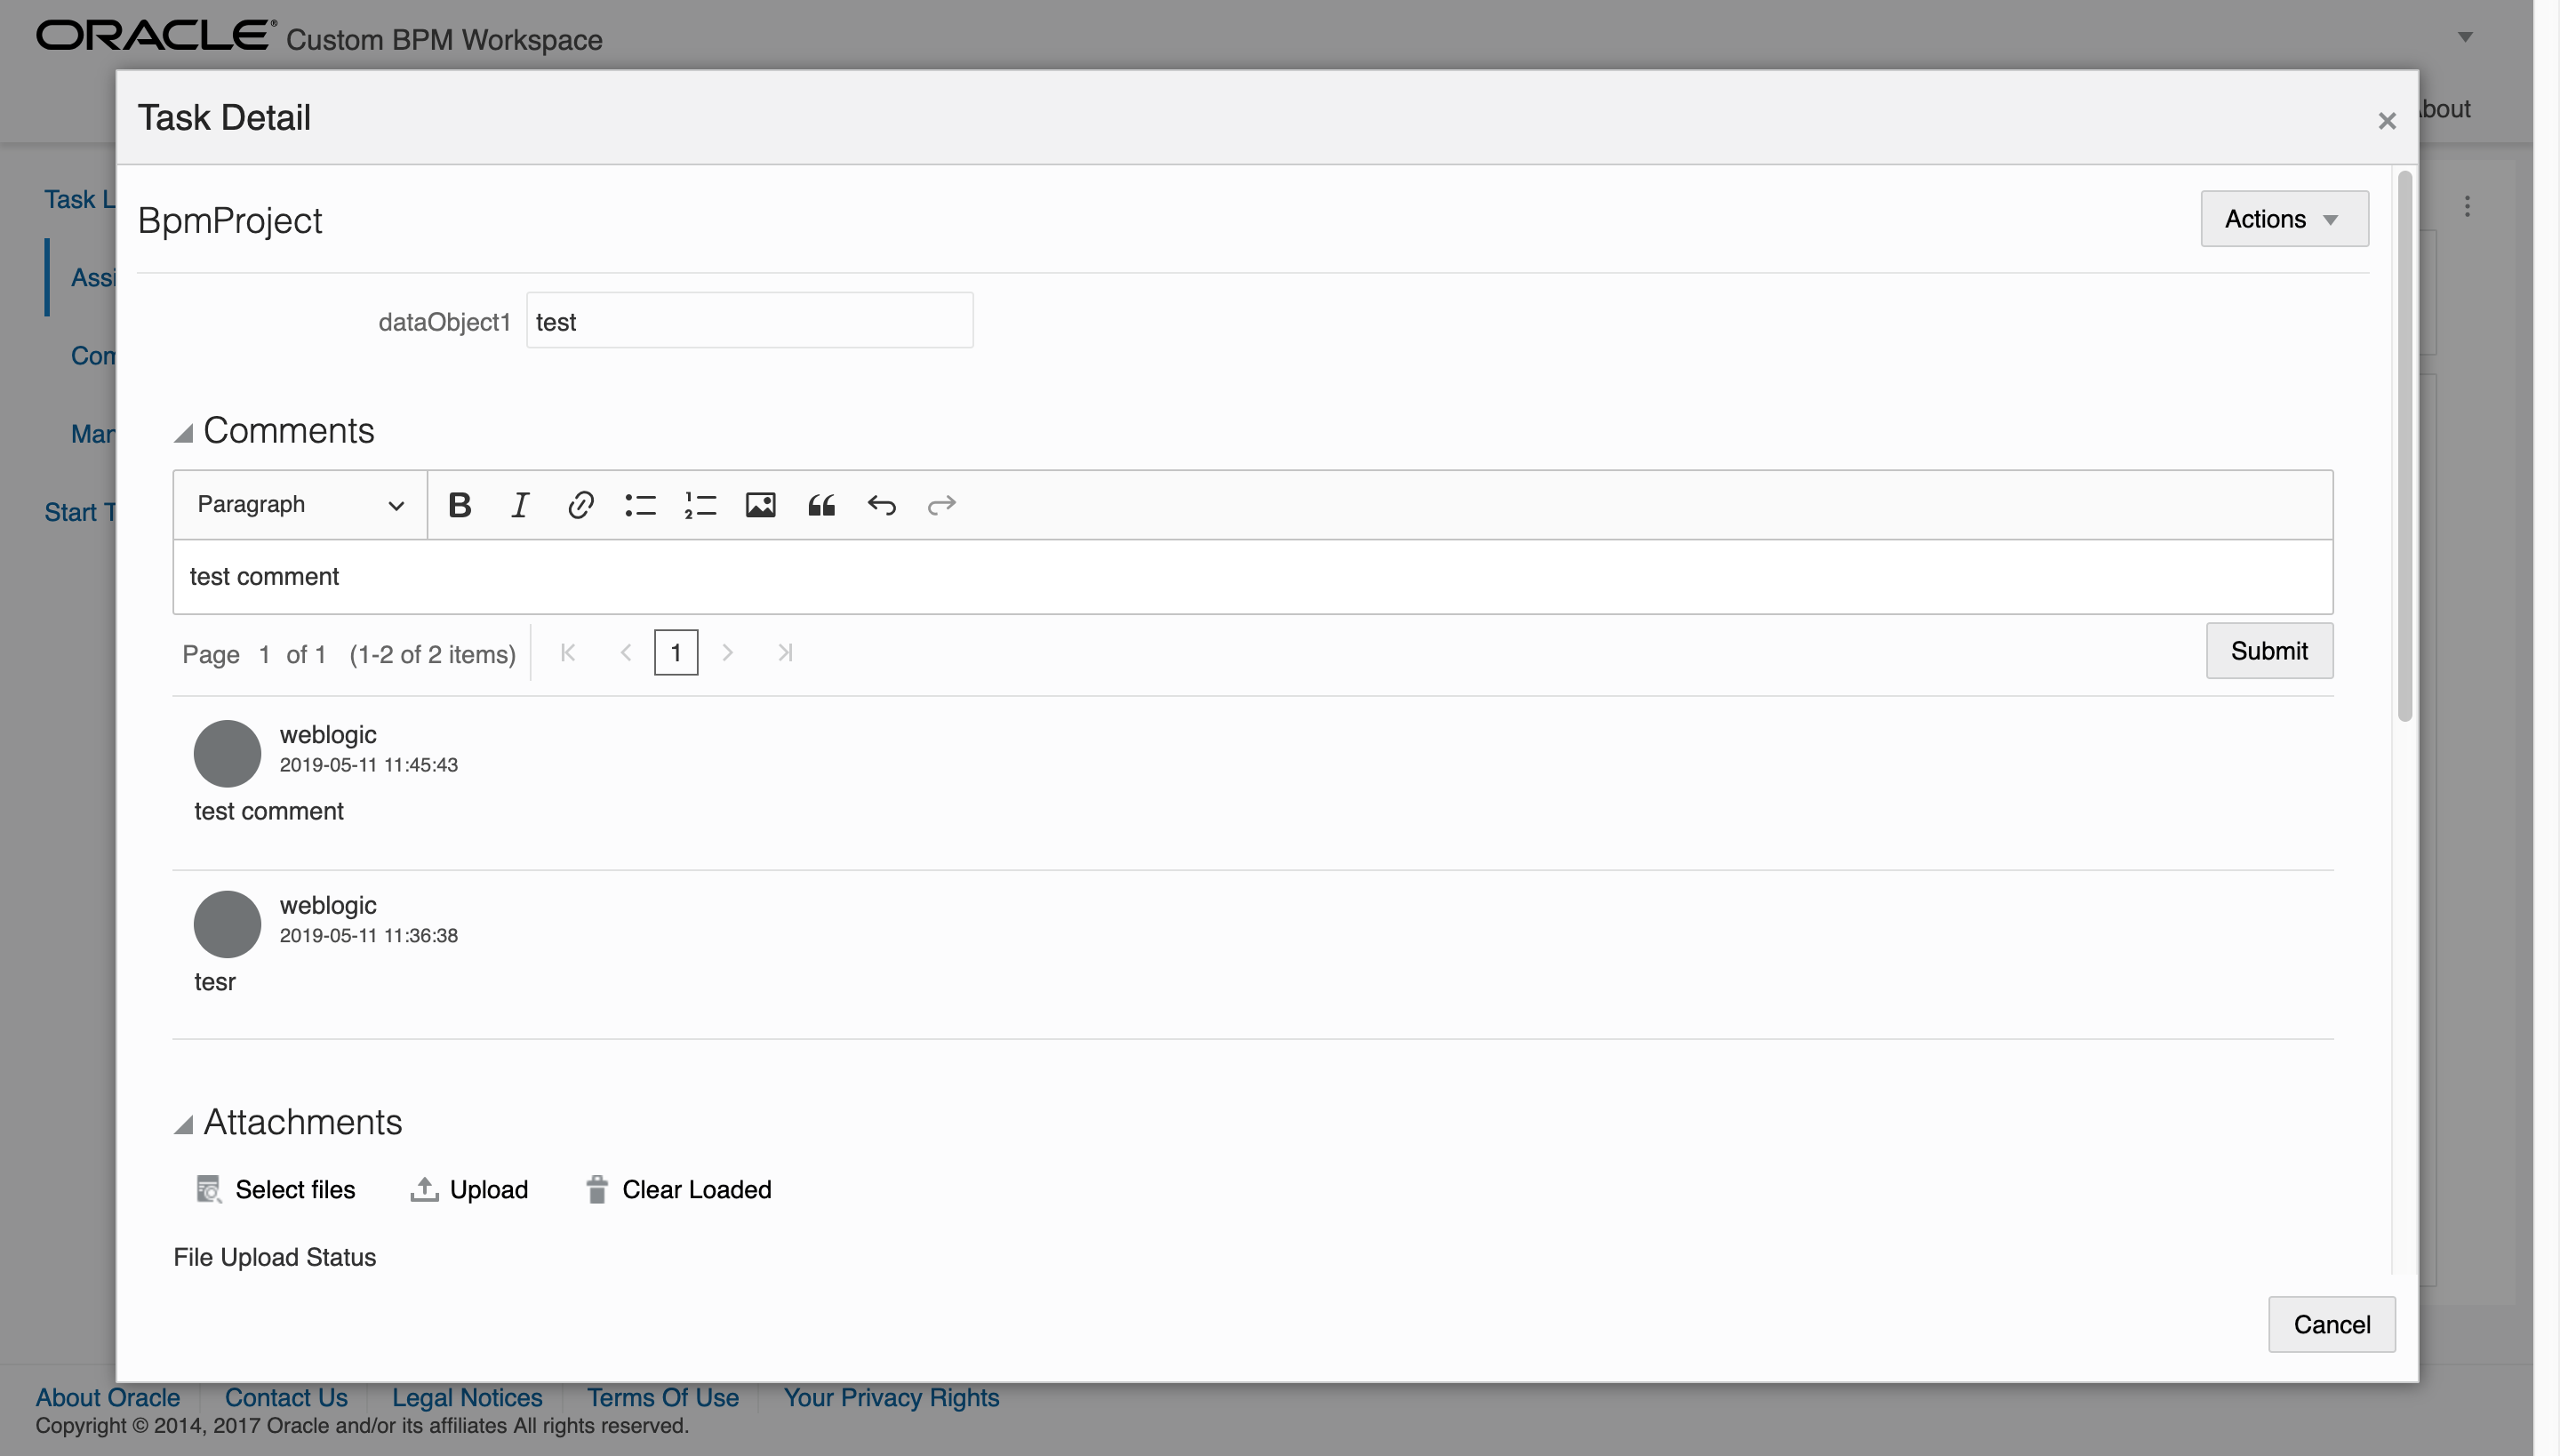 ORACLE® Custom BPM Workspace
Task Detail
BpmProject
Actions
dataObject1 test
Comments
Paragraph
test comment
Page 1 of 1 (1-2 of 2 items) 1
Submit
weblogic
2019-05-11 11:45:43
test comment
weblogic
2019-05-11 11:36:38
tesr
Attachments
Select files Upload Clear Loaded
File Upload Status
Cancel
Task L
Assi
Com
Man
Start T
bout
About Oracle Contact Us Legal Notices Terms Of Use Your Privacy Rights
Copyright © 2014, 2017 Oracle and/or its affiliates All rights reserved.